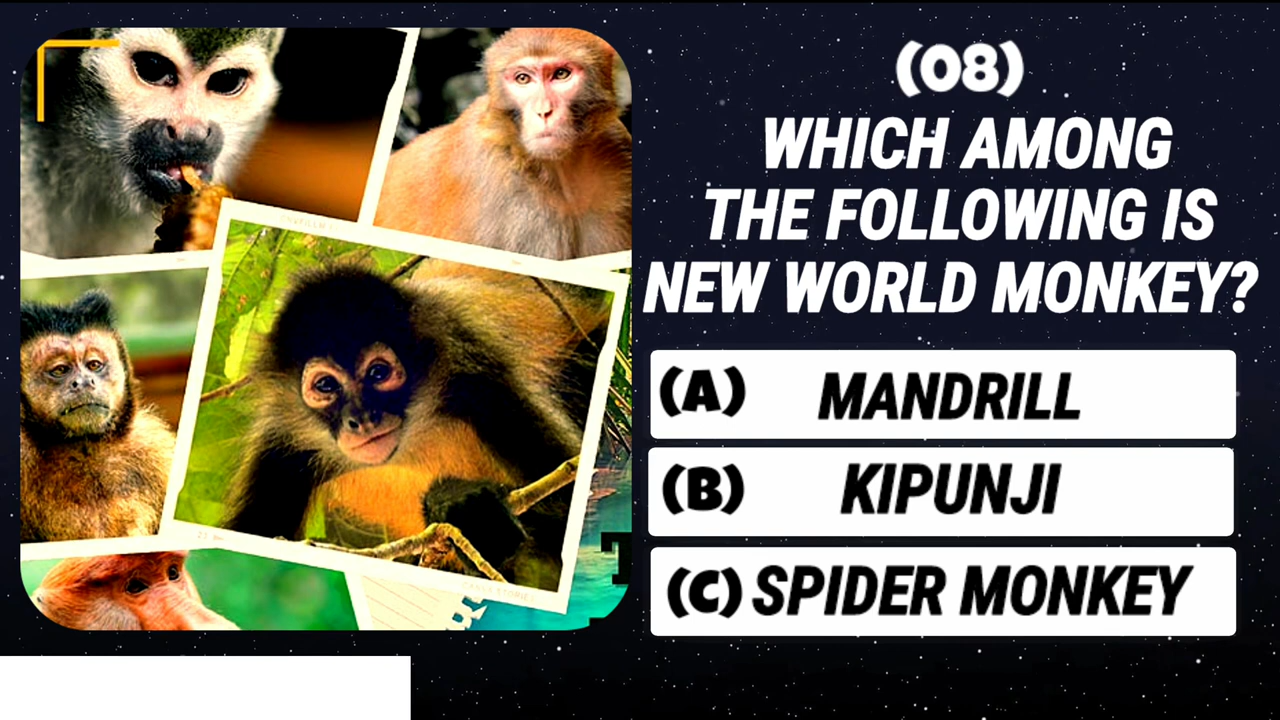 (08)
WHICH AMONG
THE FOLLOWING IS
NEW WORLD MONKEY?
(A) MANDRILL
(B) KIPUNJI
(C) SPIDER MONKEY